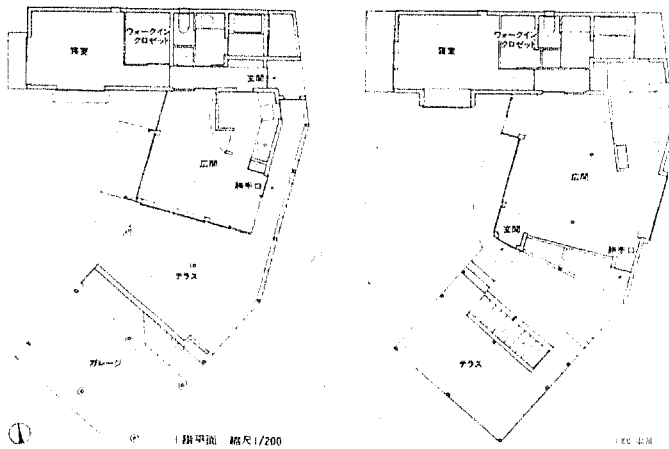 寝室
ウォークイン
クロゼット
玄関
広間
勝手口
テラス
ガレージ
1階平面 縮尺1/200
寝室
ウォークイン
クロゼット
広間
玄関
勝手口
テラス